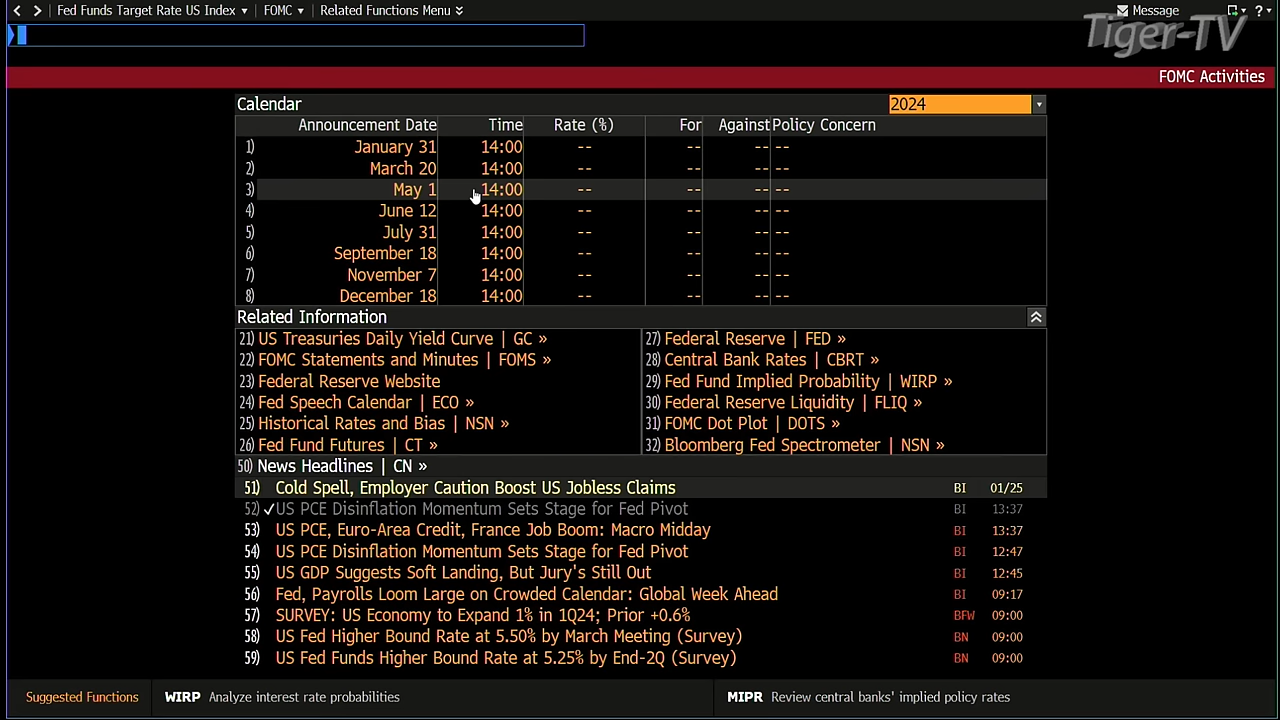 < > Fed Funds Target Rate US Index ▾ | FOMC ▾ | Related Functions Menu Message ?
Tiger-TV
FOMC Activities
Calendar 2024
Announcement Date Time Rate (%) For Against Policy Concern
1) January 31 14:00 -- -- -- --
2) March 20 14:00 -- -- -- --
3) May 1 14:00 -- -- -- --
4) June 12 14:00 -- -- -- --
5) July 31 14:00 -- -- -- --
6) September 18 14:00 -- -- -- --
7) November 7 14:00 -- -- -- --
8) December 18 14:00 -- -- -- --
Related Information
21) US Treasuries Daily Yield Curve | GC » 27) Federal Reserve | FED »
22) FOMC Statements and Minutes | FOMS » 28) Central Bank Rates | CBRT »
23) Federal Reserve Website 29) Fed Fund Implied Probability | WIRP »
24) Fed Speech Calendar | ECO » 30) Federal Reserve Liquidity | FLIQ »
25) Historical Rates and Bias | NSN » 31) FOMC Dot Plot | DOTS »
26) Fed Fund Futures | CT » 32) Bloomberg Fed Spectrometer | NSN »
50) News Headlines | CN »
51) Cold Spell, Employer Caution Boost US Jobless Claims BI 01/25
52) ✓US PCE Disinflation Momentum Sets Stage for Fed Pivot BI 13:37
53) US PCE, Euro-Area Credit, France Job Boom: Macro Midday BI 13:37
54) US PCE Disinflation Momentum Sets Stage for Fed Pivot BI 12:47
55) US GDP Suggests Soft Landing, But Jury's Still Out BI 12:45
56) Fed, Payrolls Loom Large on Crowded Calendar: Global Week Ahead BI 09:17
57) SURVEY: US Economy to Expand 1% in 1Q24; Prior +0.6% BFW 09:00
58) US Fed Higher Bound Rate at 5.50% by March Meeting (Survey) BN 09:00
59) US Fed Funds Higher Bound Rate at 5.25% by End-2Q (Survey) BN 09:00
Suggested Functions WIRP Analyze interest rate probabilities MIPR Review central banks' implied policy rates